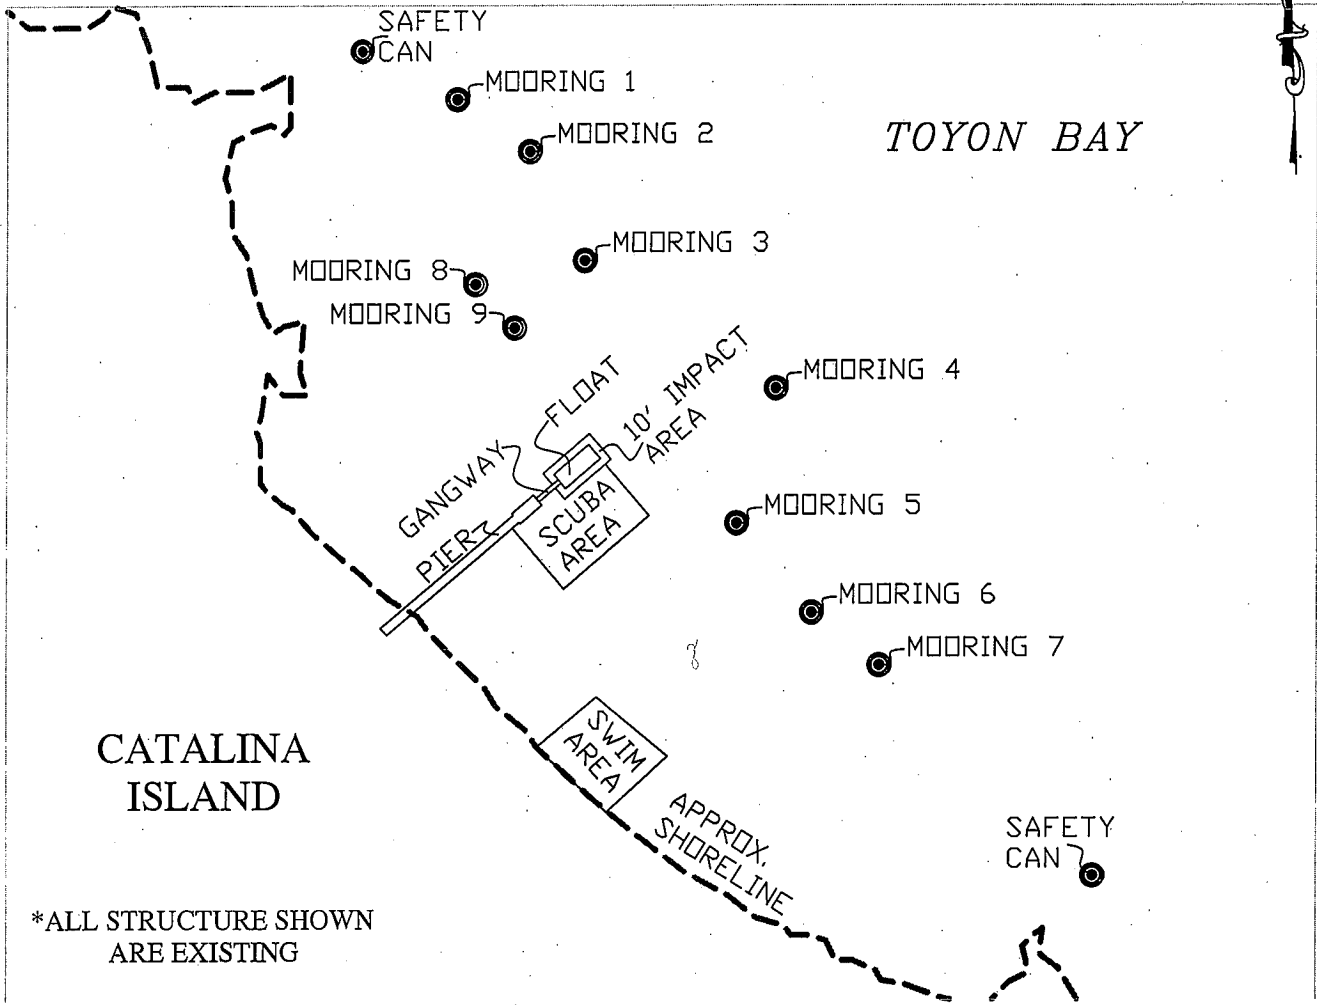 SAFETY
CAN
MOORING 1
MOORING 2
TOYON BAY
MOORING 3
MOORING 8
MOORING 9
MOORING 4
FLOAT
10' IMPACT
AREA
GANGWAY
PIER
SCUBA
AREA
MOORING 5
MOORING 6
MOORING 7
SWIM
AREA
CATALINA
ISLAND
APPROX.
SHORELINE
SAFETY
CAN
*ALL STRUCTURE SHOWN
ARE EXISTING